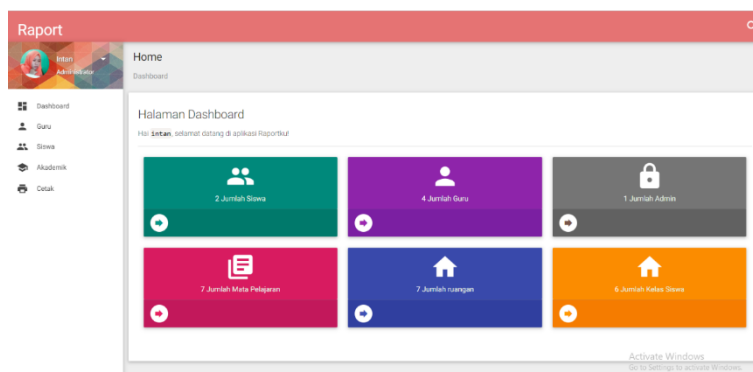 Raport
Intan
Administrator
Home
Dashboard
Dashboard
Guru
Siswa
Akademik
Cetak
Halaman Dashboard
Hai intan, selamat datang di aplikasi Raportku!
2 Jumlah Siswa
4 Jumlah Guru
1 Jumlah Admin
7 Jumlah Mata Pelajaran
7 Jumlah ruangan
6 Jumlah Kelas Siswa
Activate Windows
Go to Settings to activate Windows.